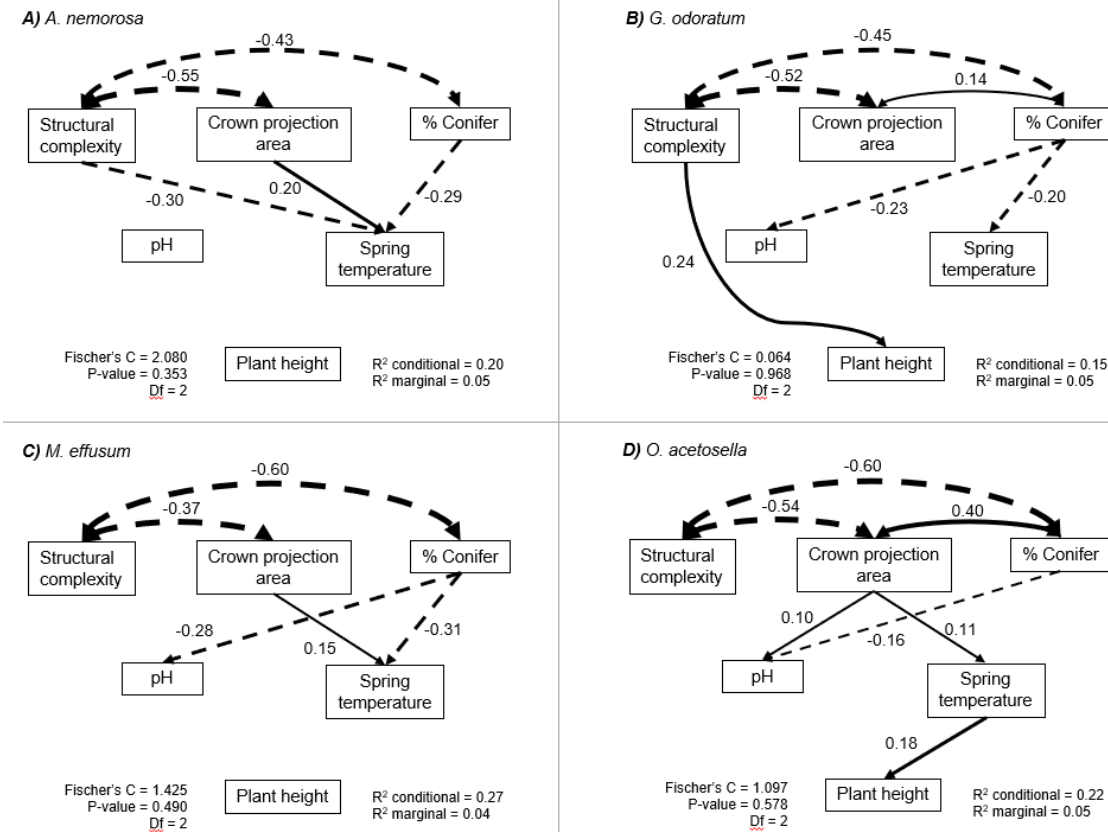 A) A. nemorosa
-0.43
-0.55
Structural
complexity
Crown projection
area
% Conifer
-0.30
0.20
-0.29
pH
Spring
temperature
Fischer's C = 2.080
P-value = 0.353
Df = 2
Plant height
R² conditional = 0.20
R² marginal = 0.05
B) G. odoratum
-0.45
-0.52
0.14
Structural
complexity
Crown projection
area
% Conifer
-0.23
-0.20
pH
Spring
temperature
0.24
Fischer's C = 0.064
P-value = 0.968
Df = 2
Plant height
R² conditional = 0.15
R² marginal = 0.05
C) M. effusum
-0.60
-0.37
Structural
complexity
Crown projection
area
% Conifer
-0.28
0.15
-0.31
pH
Spring
temperature
Fischer's C = 1.425
P-value = 0.490
Df = 2
Plant height
R² conditional = 0.27
R² marginal = 0.04
D) O. acetosella
-0.60
-0.54
0.40
Structural
complexity
Crown projection
area
% Conifer
0.10
-0.16
0.11
pH
Spring
temperature
0.18
Fischer's C = 1.097
P-value = 0.578
Df = 2
Plant height
R² conditional = 0.22
R² marginal = 0.05